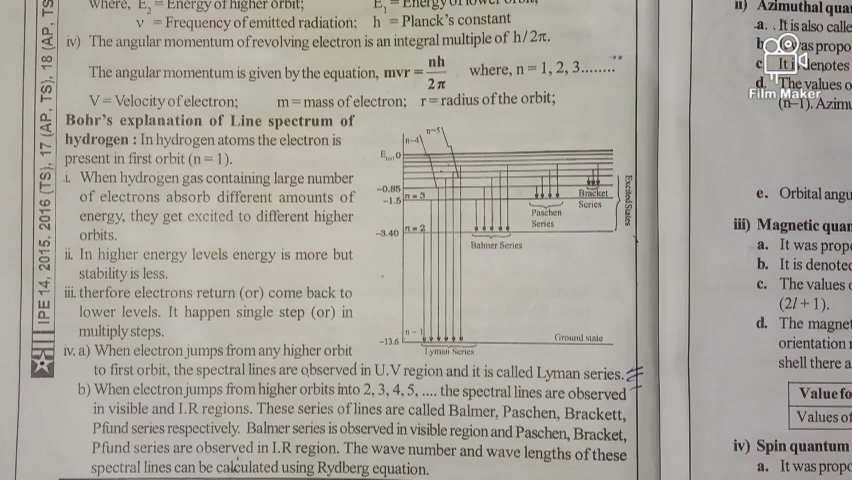 where, E₂ = Energy of higher orbit; E₁ = Energy of lower orbit;
ν = Frequency of emitted radiation; h = Planck's constant
iv) The angular momentum of revolving electron is an integral multiple of h/2π.
The angular momentum is given by the equation, mvr = nh/2π where, n = 1, 2, 3........
V = Velocity of electron; m = mass of electron; r = radius of the orbit;
Bohr's explanation of Line spectrum of
hydrogen : In hydrogen atoms the electron is
present in first orbit (n = 1).
i. When hydrogen gas containing large number
of electrons absorb different amounts of
energy, they get excited to different higher
orbits.
ii. In higher energy levels energy is more but
stability is less.
iii. therfore electrons return (or) come back to
lower levels. It happen single step (or) in
multiply steps.
iv. a) When electron jumps from any higher orbit
to first orbit, the spectral lines are observed in U.V region and it is called Lyman series.
b) When electron jumps from higher orbits into 2, 3, 4, 5, .... the spectral lines are observed
in visible and I.R regions. These series of lines are called Balmer, Paschen, Brackett,
Pfund series respectively. Balmer series is observed in visible region and Paschen, Bracket,
Pfund series are observed in I.R region. The wave number and wave lengths of these
spectral lines can be calculated using Rydberg equation.
n=5
n=4
0
-0.85
-1.5 n = 3
-3.40 n = 2
-13.6 n - 1
Bracket
Series
Paschen
Series
Balmer Series
Lyman Series
Ground state
Excited States
IPE 14, 2015, 2016 (TS), 17 (AP, TS), 18 (AP, TS
ii) Azimuthal quan
a. It is also calle
b. was propo
c. It is denotes
d. The values o
(n–1). Azimu
Film Maker
e. Orbital angu
iii) Magnetic quan
a. It was prop
b. It is denoted
c. The values o
(2l + 1).
d. The magnet
orientation
shell there a
Value fo
Values of
iv) Spin quantum
a. It was propo